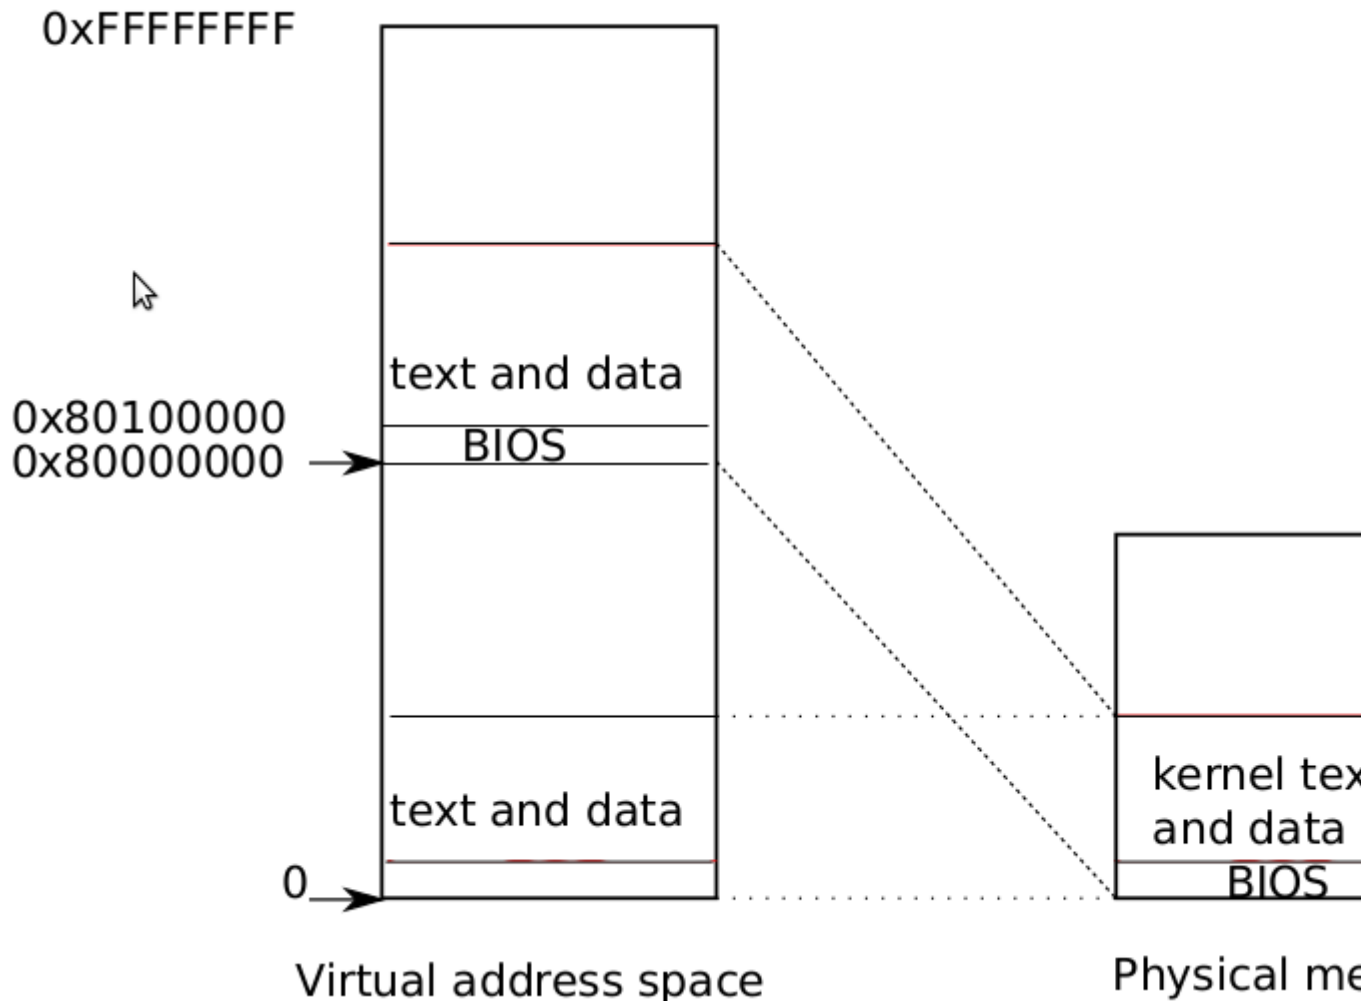 0xFFFFFFFF
text and data
0x80100000
BIOS
0x80000000
text and data
kernel tex
and data
0
BIOS
Virtual address space
Physical me